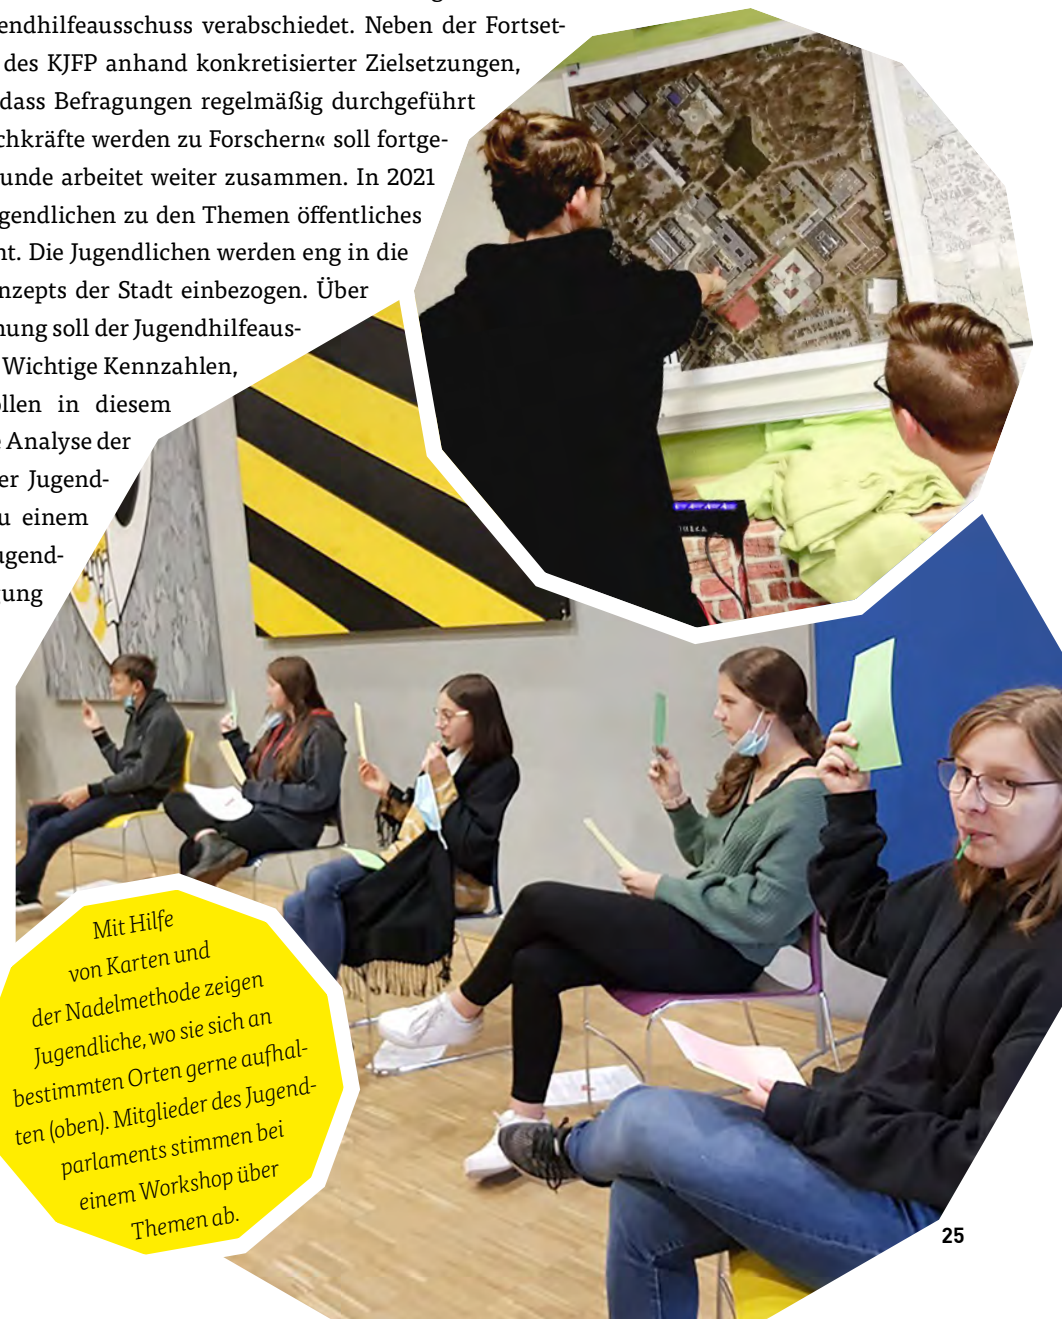 endhilfeausschuss verabschiedet. Neben der Fortset-
des KJFP anhand konkretisierter Zielsetzungen,
dass Befragungen regelmäßig durchgeführt
chkräfte werden zu Forschern« soll fortge-
unde arbeitet weiter zusammen. In 2021
gendlichen zu den Themen öffentliches
nt. Die Jugendlichen werden eng in die
nzepts der Stadt einbezogen. Über
nung soll der Jugendhilfeaus-
Wichtige Kennzahlen,
ollen in diesem
e Analyse der
er Jugend-
u einem
ugend-
gung
Mit Hilfe
von Karten und
der Nadelmethode zeigen
Jugendliche, wo sie sich an
bestimmten Orten gerne aufhal-
ten (oben). Mitglieder des Jugend-
parlaments stimmen bei
einem Workshop über
Themen ab.
25